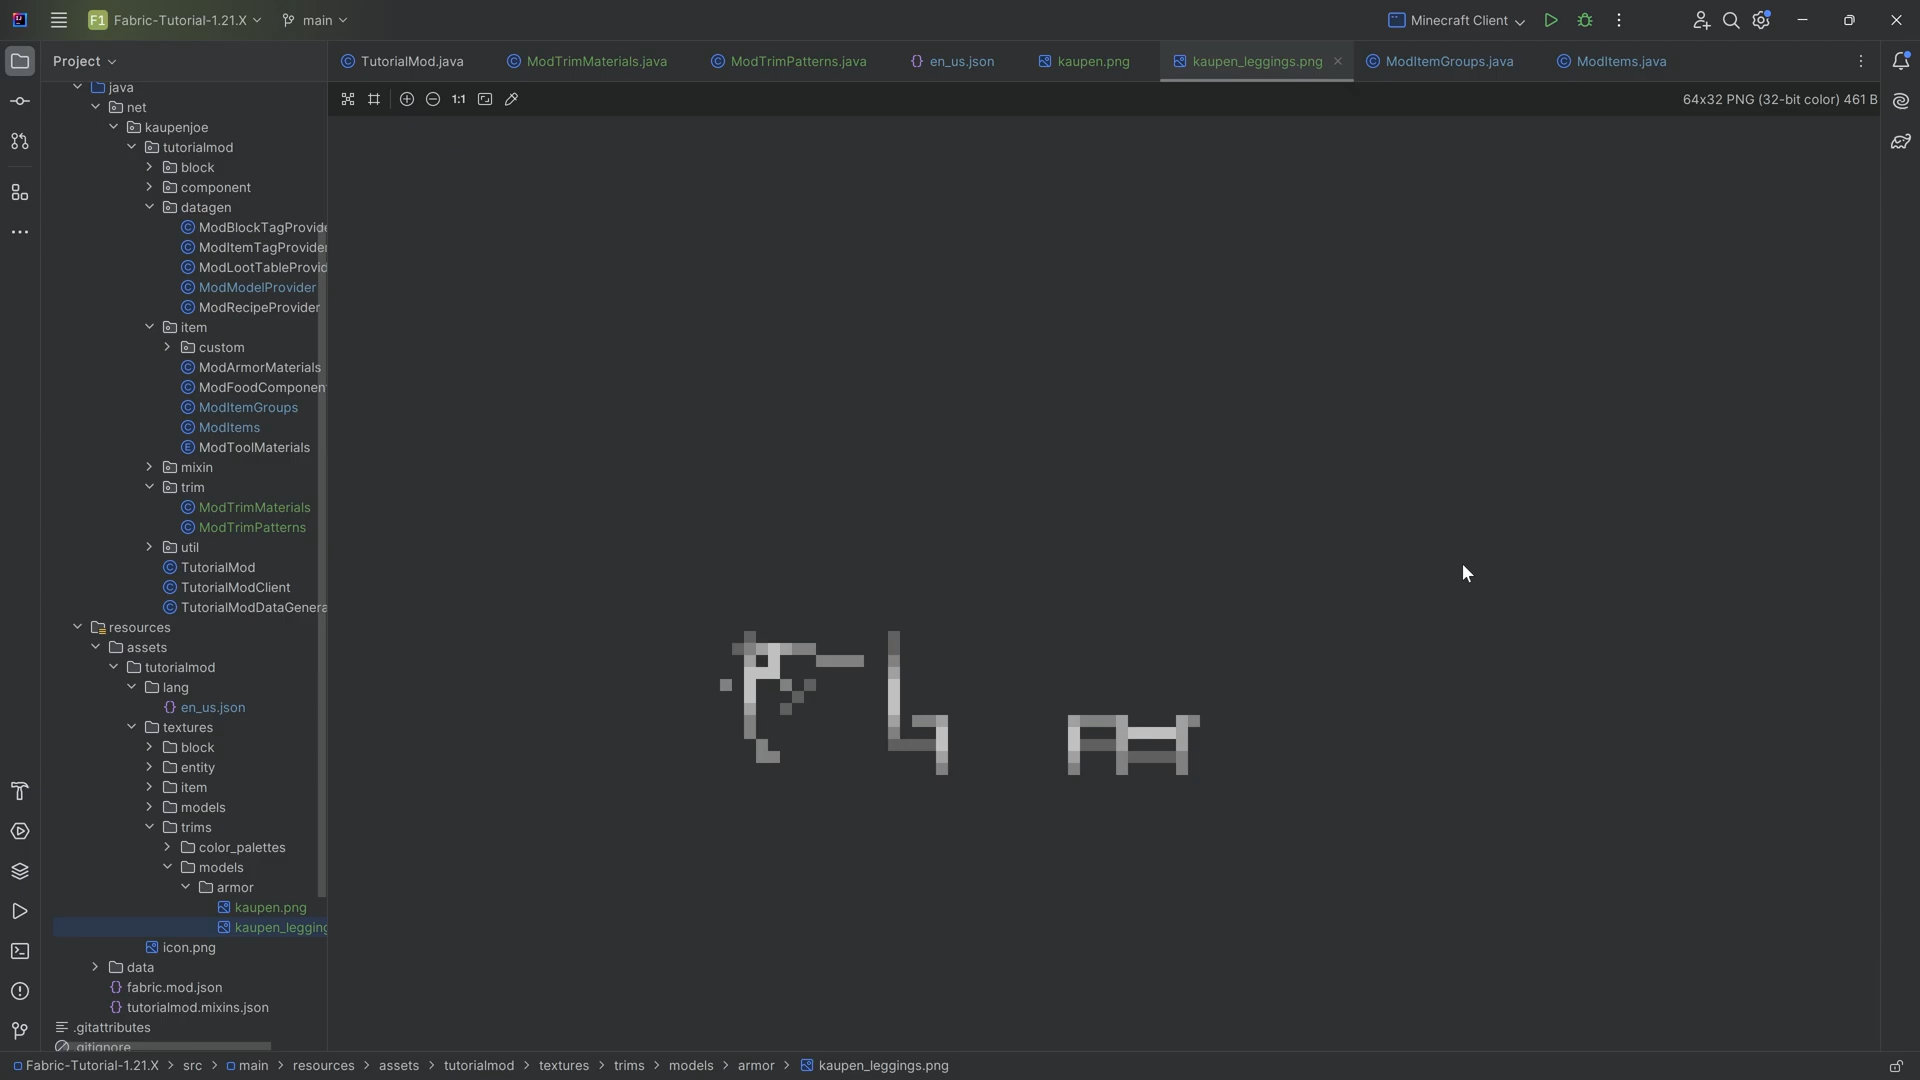 F1 Fabric-Tutorial-1.21.X main Minecraft Client
Project
TutorialMod.java ModTrimMaterials.java ModTrimPatterns.java en_us.json kaupen.png kaupen_leggings.png ModItemGroups.java ModItems.java
1:1 64x32 PNG (32-bit color) 461 B
java
net
kaupenjoe
tutorialmod
block
component
datagen
ModBlockTagProvide
ModItemTagProvider
ModLootTableProvid
ModModelProvider
ModRecipeProvider
item
custom
ModArmorMaterials
ModFoodComponen
ModItemGroups
ModItems
ModToolMaterials
mixin
trim
ModTrimMaterials
ModTrimPatterns
util
TutorialMod
TutorialModClient
TutorialModDataGenera
resources
assets
tutorialmod
lang
en_us.json
textures
block
entity
item
models
trims
color_palettes
models
armor
kaupen.png
kaupen_legging
icon.png
data
fabric.mod.json
tutorialmod.mixins.json
.gitattributes
.gitignore
Fabric-Tutorial-1.21.X > src > main > resources > assets > tutorialmod > textures > trims > models > armor > kaupen_leggings.png